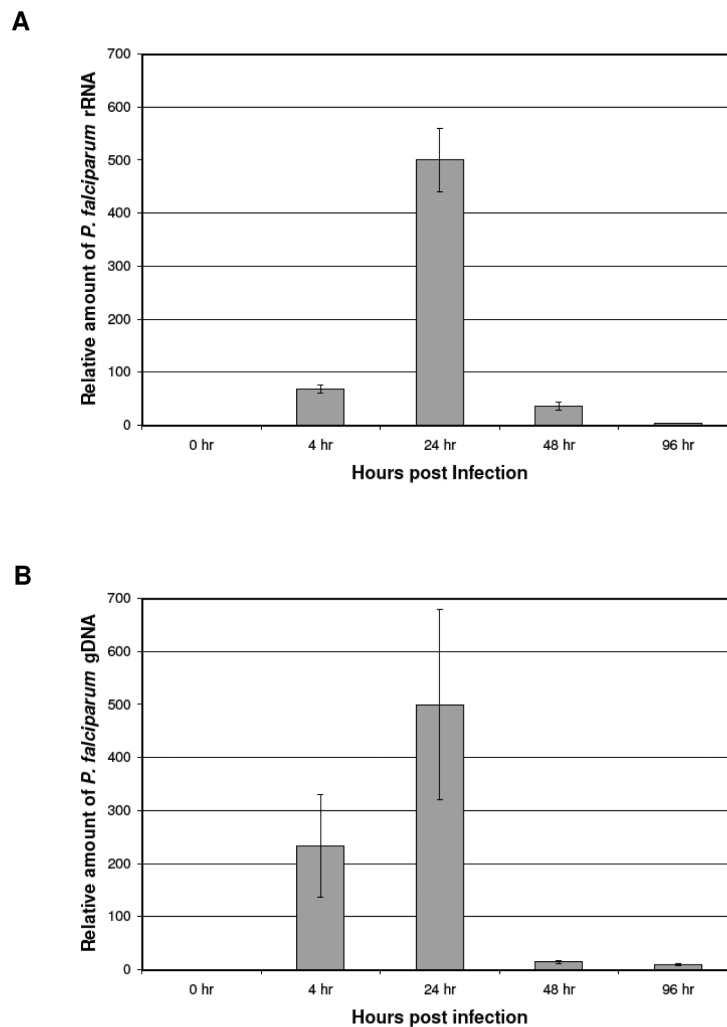 A
Relative amount of P. falciparum rRNA
700
600
500
400
300
200
100
0
0 hr 4 hr 24 hr 48 hr 96 hr
Hours post Infection
B
Relative amount of P. falciparum gDNA
700
600
500
400
300
200
100
0
0 hr 4 hr 24 hr 48 hr 96 hr
Hours post infection